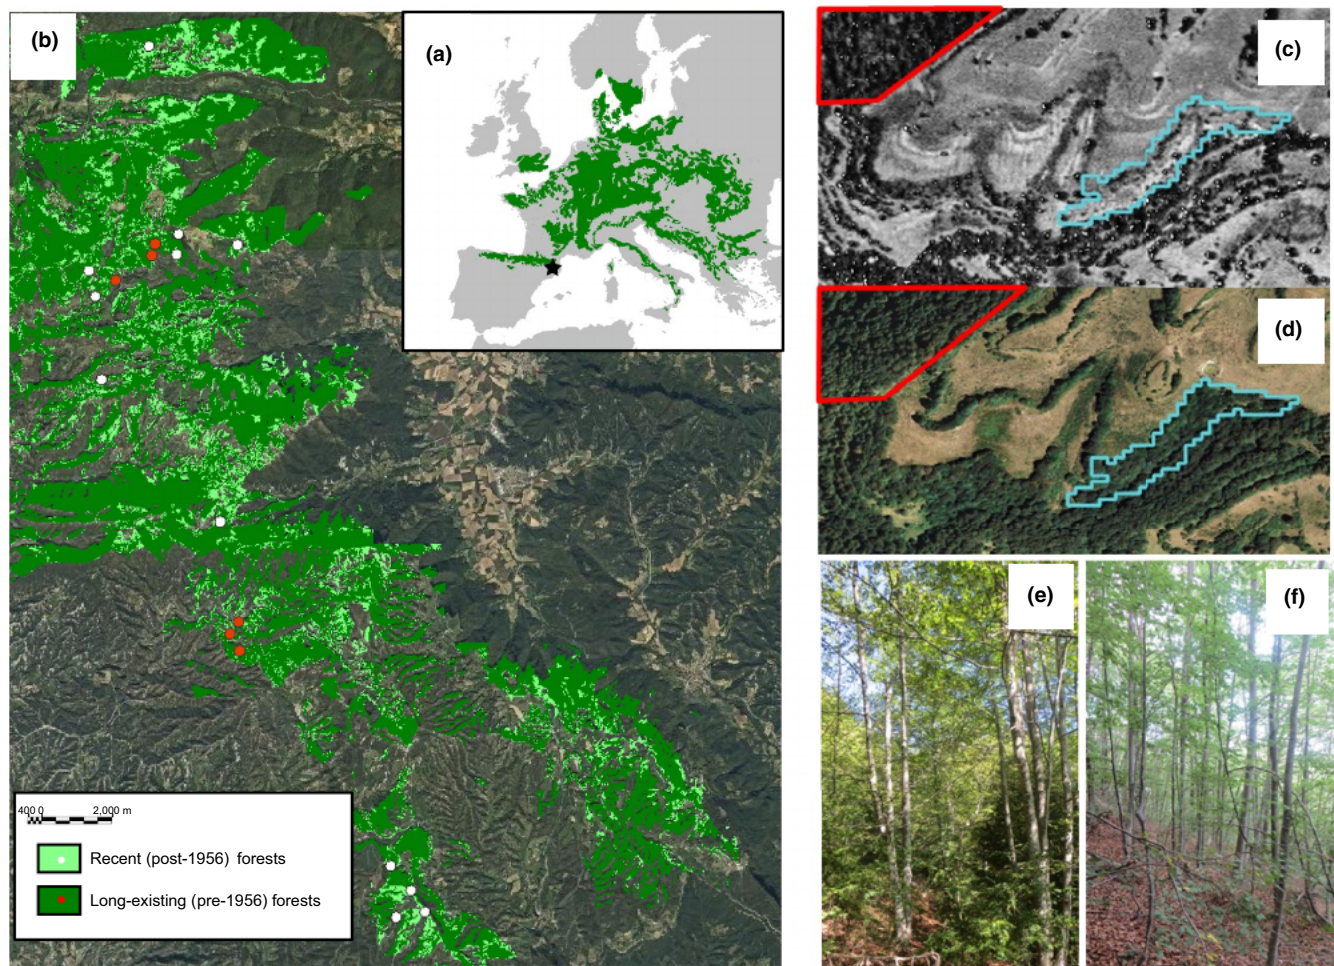 (b)
(a)
(c)
(d)
(e)
(f)
400 0 2,000 m
Recent (post-1956) forests
Long-existing (pre-1956) forests